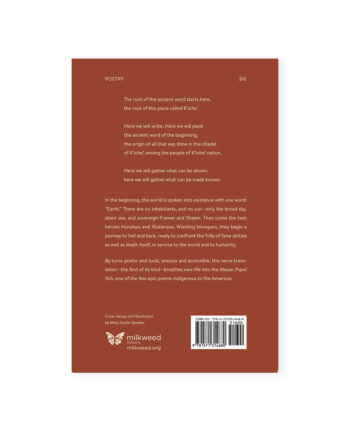 POETRY $16
The root of the ancient word starts here,
the root of this place called K'iche'.
Here we will write. Here we will plant
the ancient word of the beginning,
the origin of all that was done in the citadel
of K'iche', among the people of K'iche' nation.
Here we will gather what can be shown,
here we will gather what can be made known.
In the beginning, the world is spoken into existence with one word:
"Earth." There are no inhabitants, and no sun—only the broad sky,
silent sea, and sovereign Framer and Shaper. Then come the twin
heroes Hunahpu and Xbalanque. Wielding blowguns, they begin a
journey to hell and back, ready to confront the folly of false deities
as well as death itself, in service to the world and to humanity.
By turns poetic and lucid, sinuous and accessible, this verse trans-
lation—the first of its kind—breathes new life into the Mayan Popol
Vuh, one of the few epic poems indigenous to the Americas.
Cover design and illustration
by Mary Austin Speaker
milkweed
editions
milkweed.org